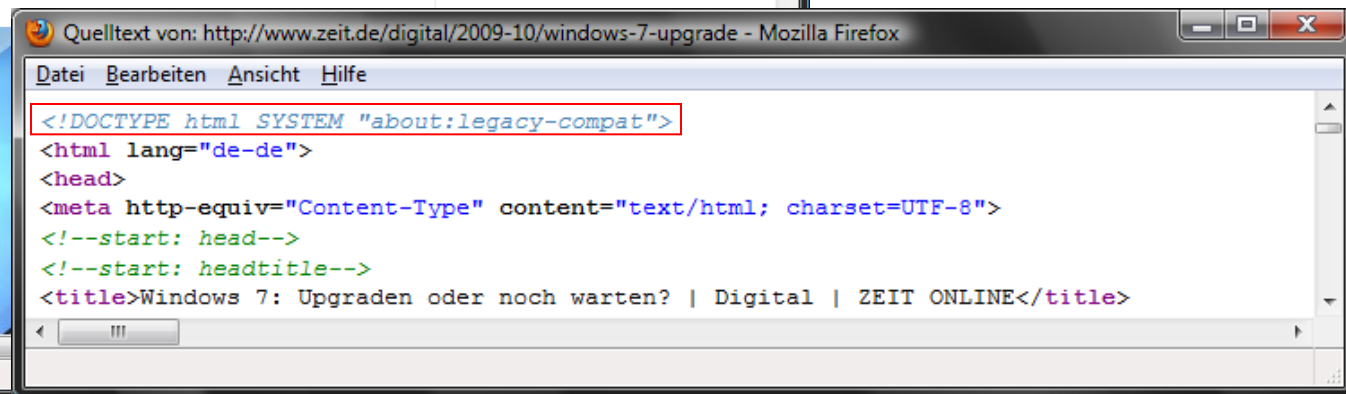 Quelltext von: http://www.zeit.de/digital/2009-10/windows-7-upgrade - Mozilla Firefox
Datei Bearbeiten Ansicht Hilfe
<!DOCTYPE html SYSTEM "about:legacy-compat">
<html lang="de-de">
<head>
<meta http-equiv="Content-Type" content="text/html; charset=UTF-8">
<!--start: head-->
<!--start: headtitle-->
<title>Windows 7: Upgraden oder noch warten? | Digital | ZEIT ONLINE</title>